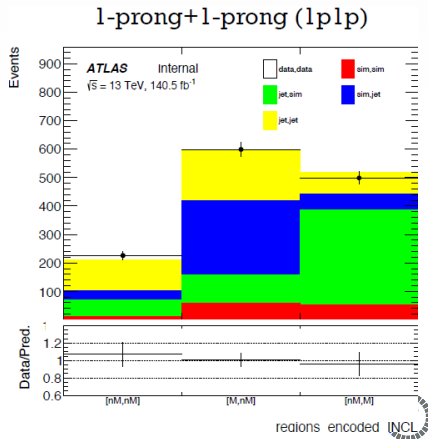 1-prong+1-prong (1p1p)
Events
900
800
700
600
500
400
300
200
100
ATLAS Internal
√s = 13 TeV, 140.5 fb-1
data,data
sim,sim
jet,sim
sim,jet
jet,jet
Data/Pred.
1.2
1
0.8
0.6
[nM,nM]
[M,nM]
[nM,M]
regions encoded INCL